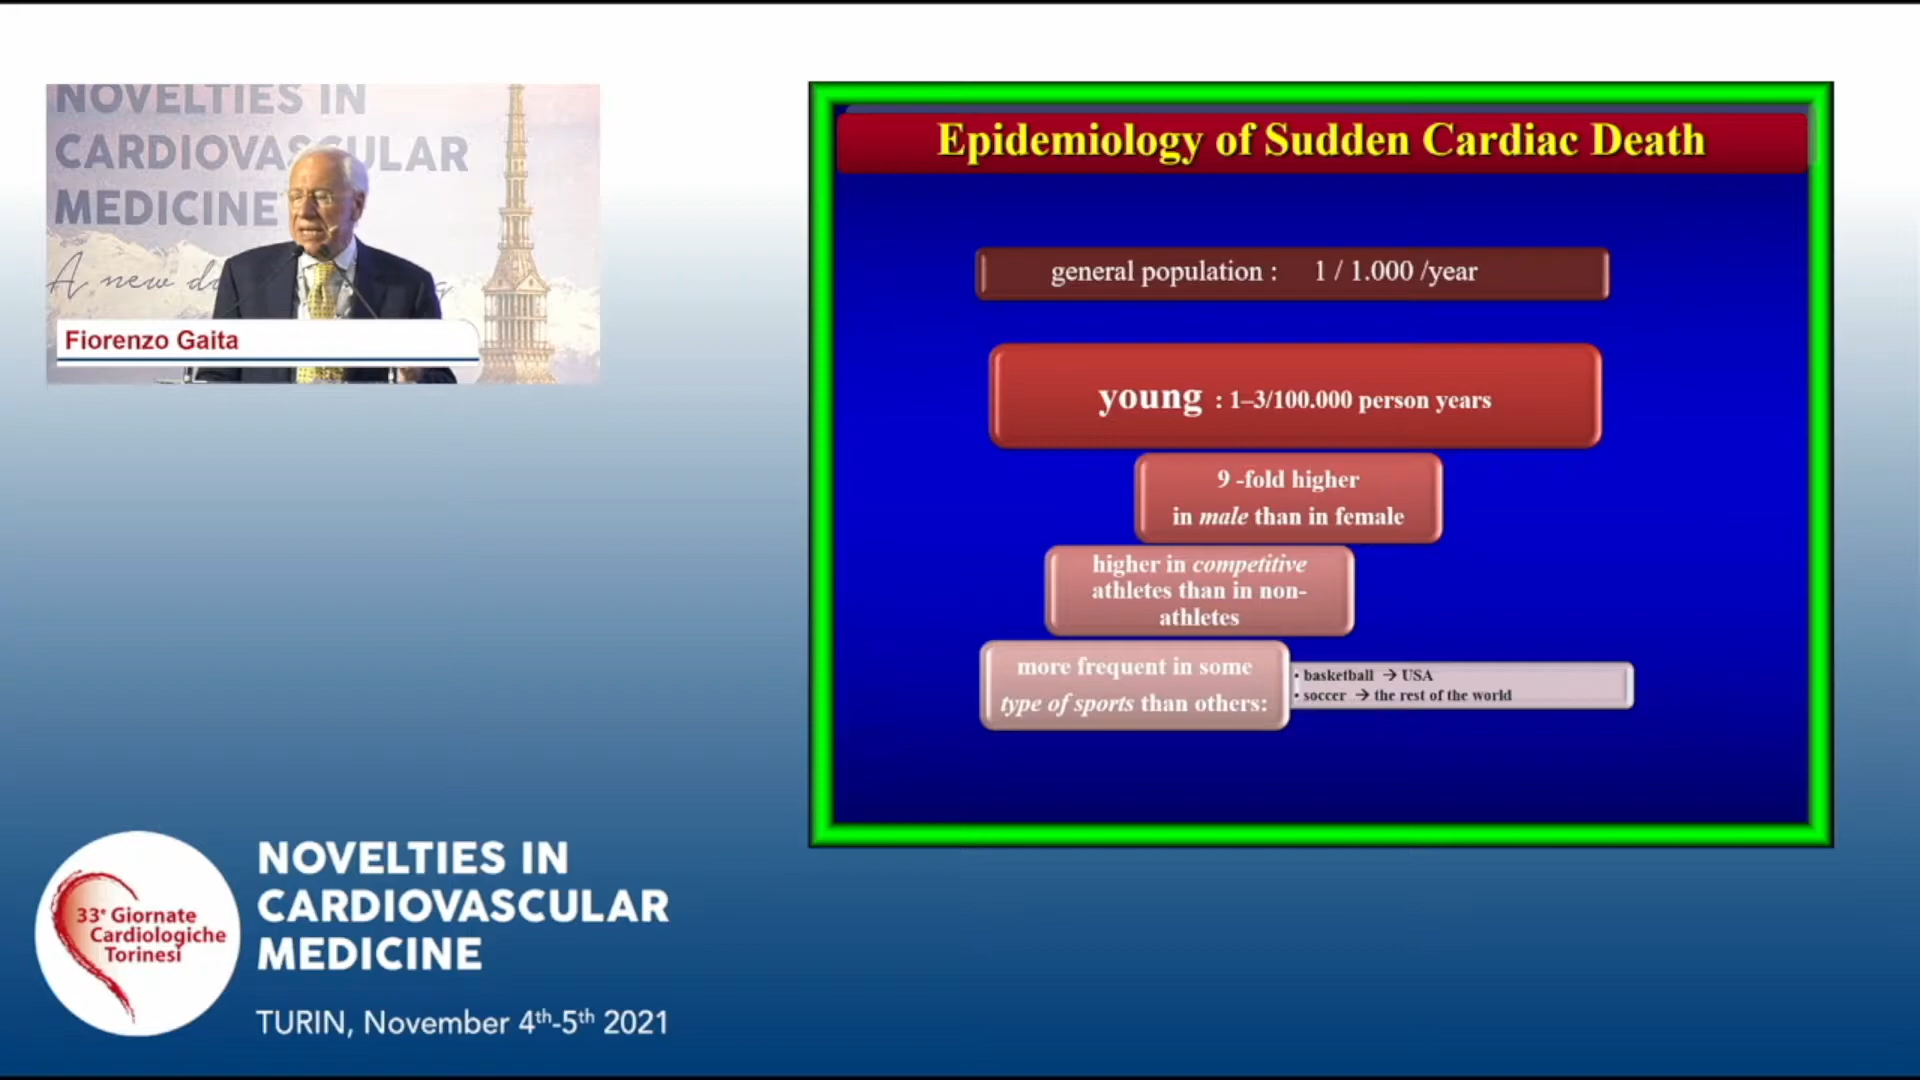 NOVELTIES IN
CARDIOVASCULAR
MEDICINE
A new d
Fiorenzo Gaita
Epidemiology of Sudden Cardiac Death
general population : 1 / 1.000 /year
young : 1–3/100.000 person years
9 -fold higher
in male than in female
higher in competitive
athletes than in non-
athletes
more frequent in some
type of sports than others:
• basketball → USA
• soccer → the rest of the world
33e Giornate
Cardiologiche
Torinesi
NOVELTIES IN
CARDIOVASCULAR
MEDICINE
TURIN, November 4th-5th 2021